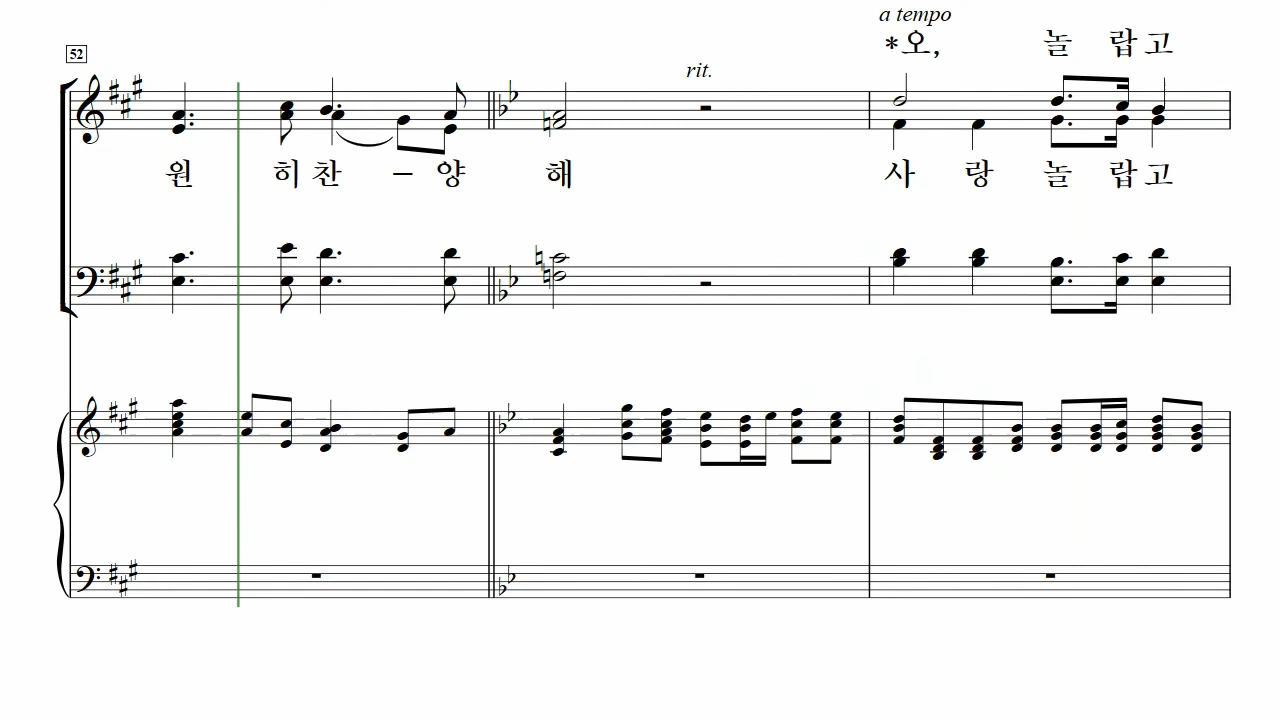 a tempo
*오, 놀 랍 고
52
rit.
원 히 찬 – 양 해 사 랑 놀 랍 고